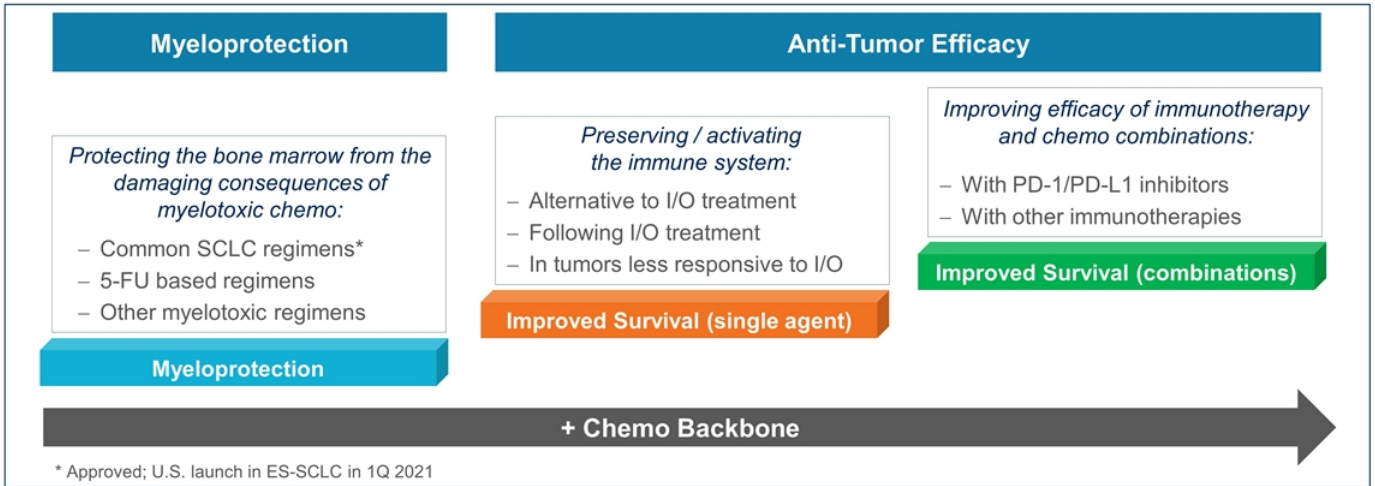 Myeloprotection
Protecting the bone marrow from the
damaging consequences of
myelotoxic chemo:
– Common SCLC regimens*
– 5-FU based regimens
– Other myelotoxic regimens
Myeloprotection
Anti-Tumor Efficacy
Preserving / activating
the immune system:
– Alternative to I/O treatment
– Following I/O treatment
– In tumors less responsive to I/O
Improved Survival (single agent)
Improving efficacy of immunotherapy
and chemo combinations:
– With PD-1/PD-L1 inhibitors
– With other immunotherapies
Improved Survival (combinations)
+ Chemo Backbone
* Approved; U.S. launch in ES-SCLC in 1Q 2021